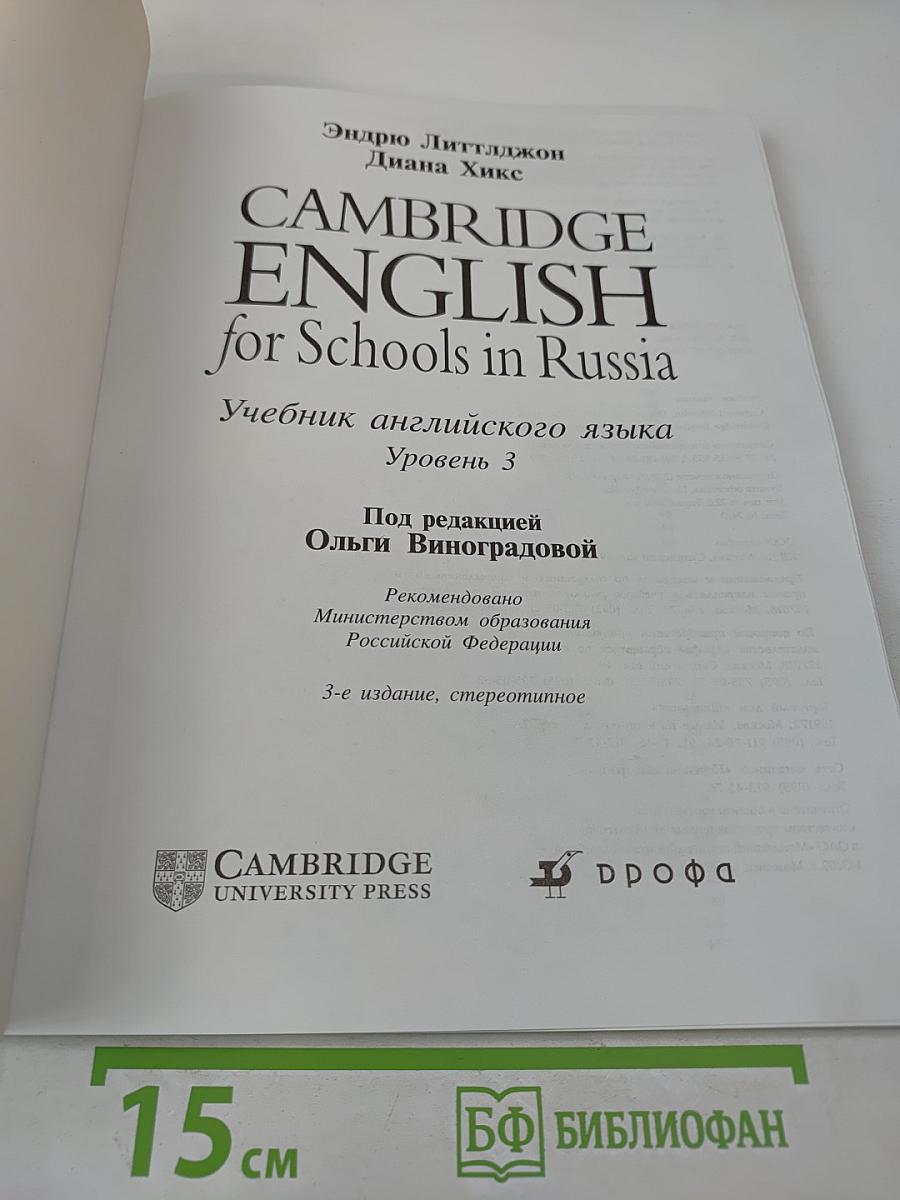 Эндрю Литтлджон
Диана Хикс
CAMBRIDGE
ENGLISH
for Schools in Russia
Учебник английского языка
Уровень 3
Под редакцией
Ольги Виноградовой
Рекомендовано
Министерством образования
Российской Федерации
3-е издание, стереотипное
CAMBRIDGE
UNIVERSITY PRESS
дрофа
15 см
БФ БИБЛИОФАН